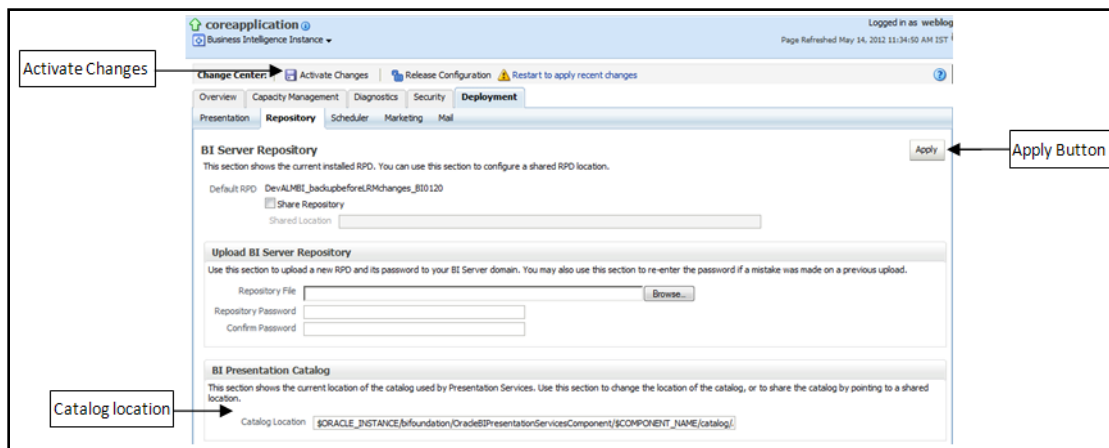 coreapplication
Logged in as weblog
Business Intelligence Instance
Page Refreshed May 14, 2012 11:34:50 AM IST
Activate Changes
Change Center: Activate Changes Release Configuration Restart to apply recent changes
Overview Capacity Management Diagnostics Security Deployment
Presentation Repository Scheduler Marketing Mail
BI Server Repository
Apply
Apply Button
This section shows the current installed RPD. You can use this section to configure a shared RPD location.
Default RPD DevALMBI_backupbeforeLRMchanges_BI0120
Share Repository
Shared Location
Upload BI Server Repository
Use this section to upload a new RPD and its password to your BI Server domain. You may also use this section to re-enter the password if a mistake was made on a previous upload.
Repository File Browse...
Repository Password
Confirm Password
BI Presentation Catalog
This section shows the current location of the catalog used by Presentation Services. Use this section to change the location of the catalog, or to share the catalog by pointing to a shared
location.
Catalog location
Catalog Location $ORACLE_INSTANCE/bifoundation/OracleBIPresentationServicesComponent/$COMPONENT_NAME/catalog/